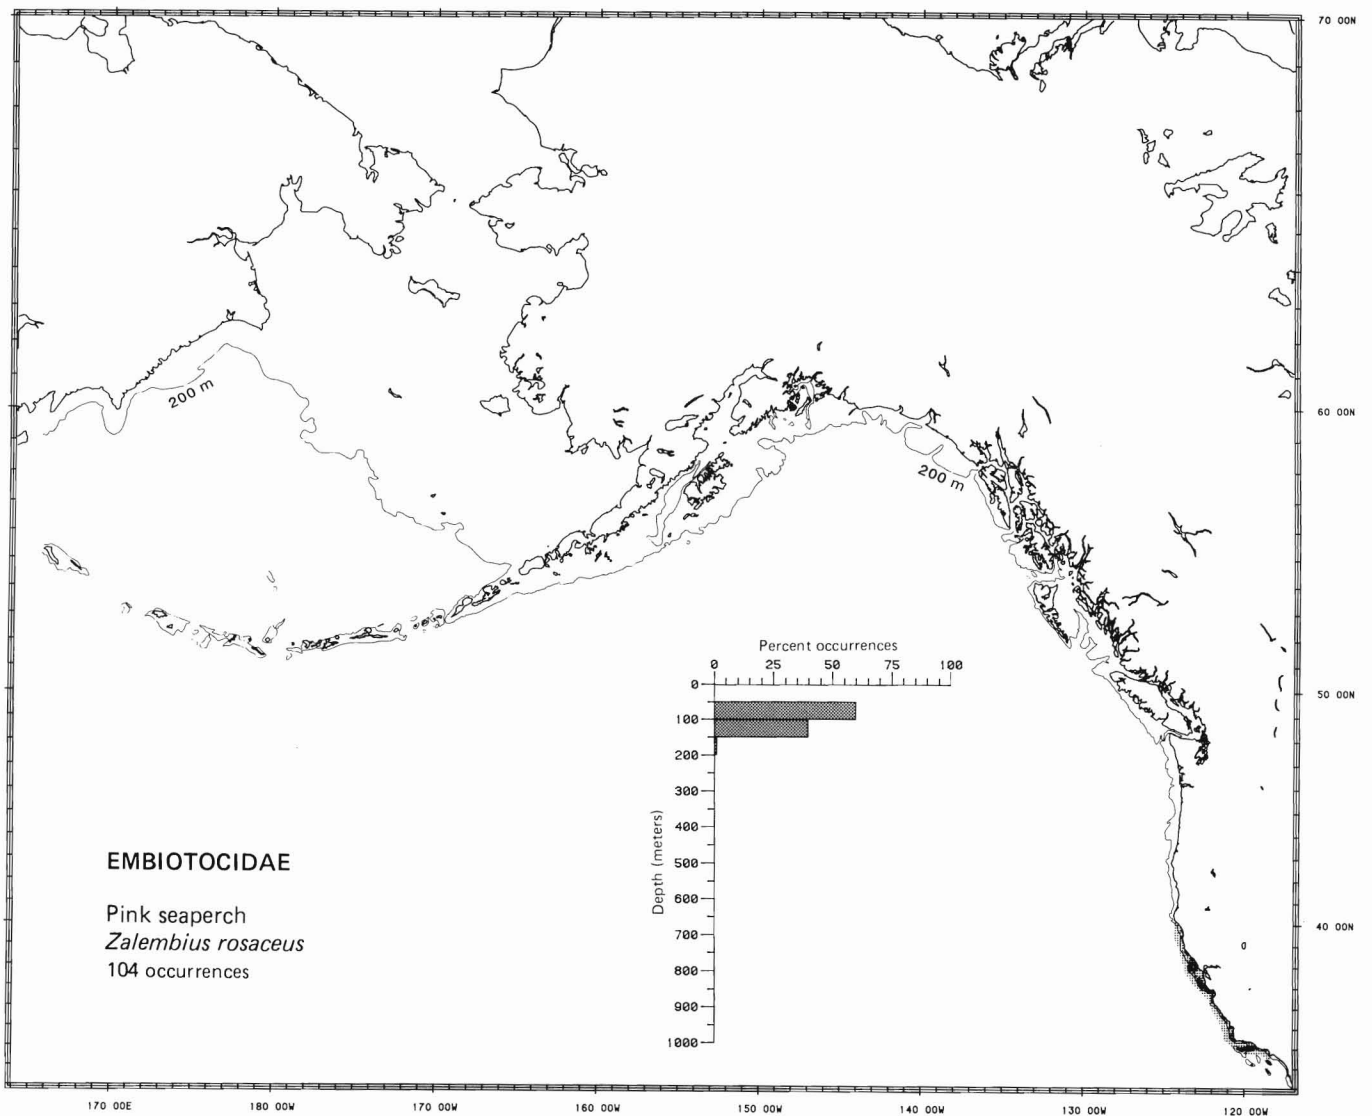 70 00N
200 m
60 00N
200 m
Percent occurrences
0 25 50 75 100
0
50 00N
100
200
300
400
500
600
700
800
900
1000
Depth (meters)
EMBIOTOCIDAE
Pink seaperch
Zalembius rosaceus
104 occurrences
40 00N
170 00E 180 00W 170 00W 160 00W 150 00W 140 00W 130 00W 120 00W